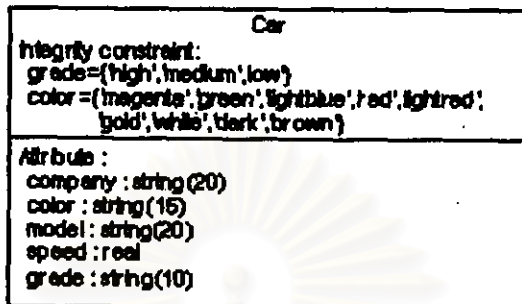 Car
Integrity constraint:
grade={'high','medium',low'}
color={'magenta','green','lightblue','red','lightred',
'gold','white','dark','brown'}
Attribute :
company : string(20)
color : string(15)
model : string(20)
speed : real
grade : string(10)